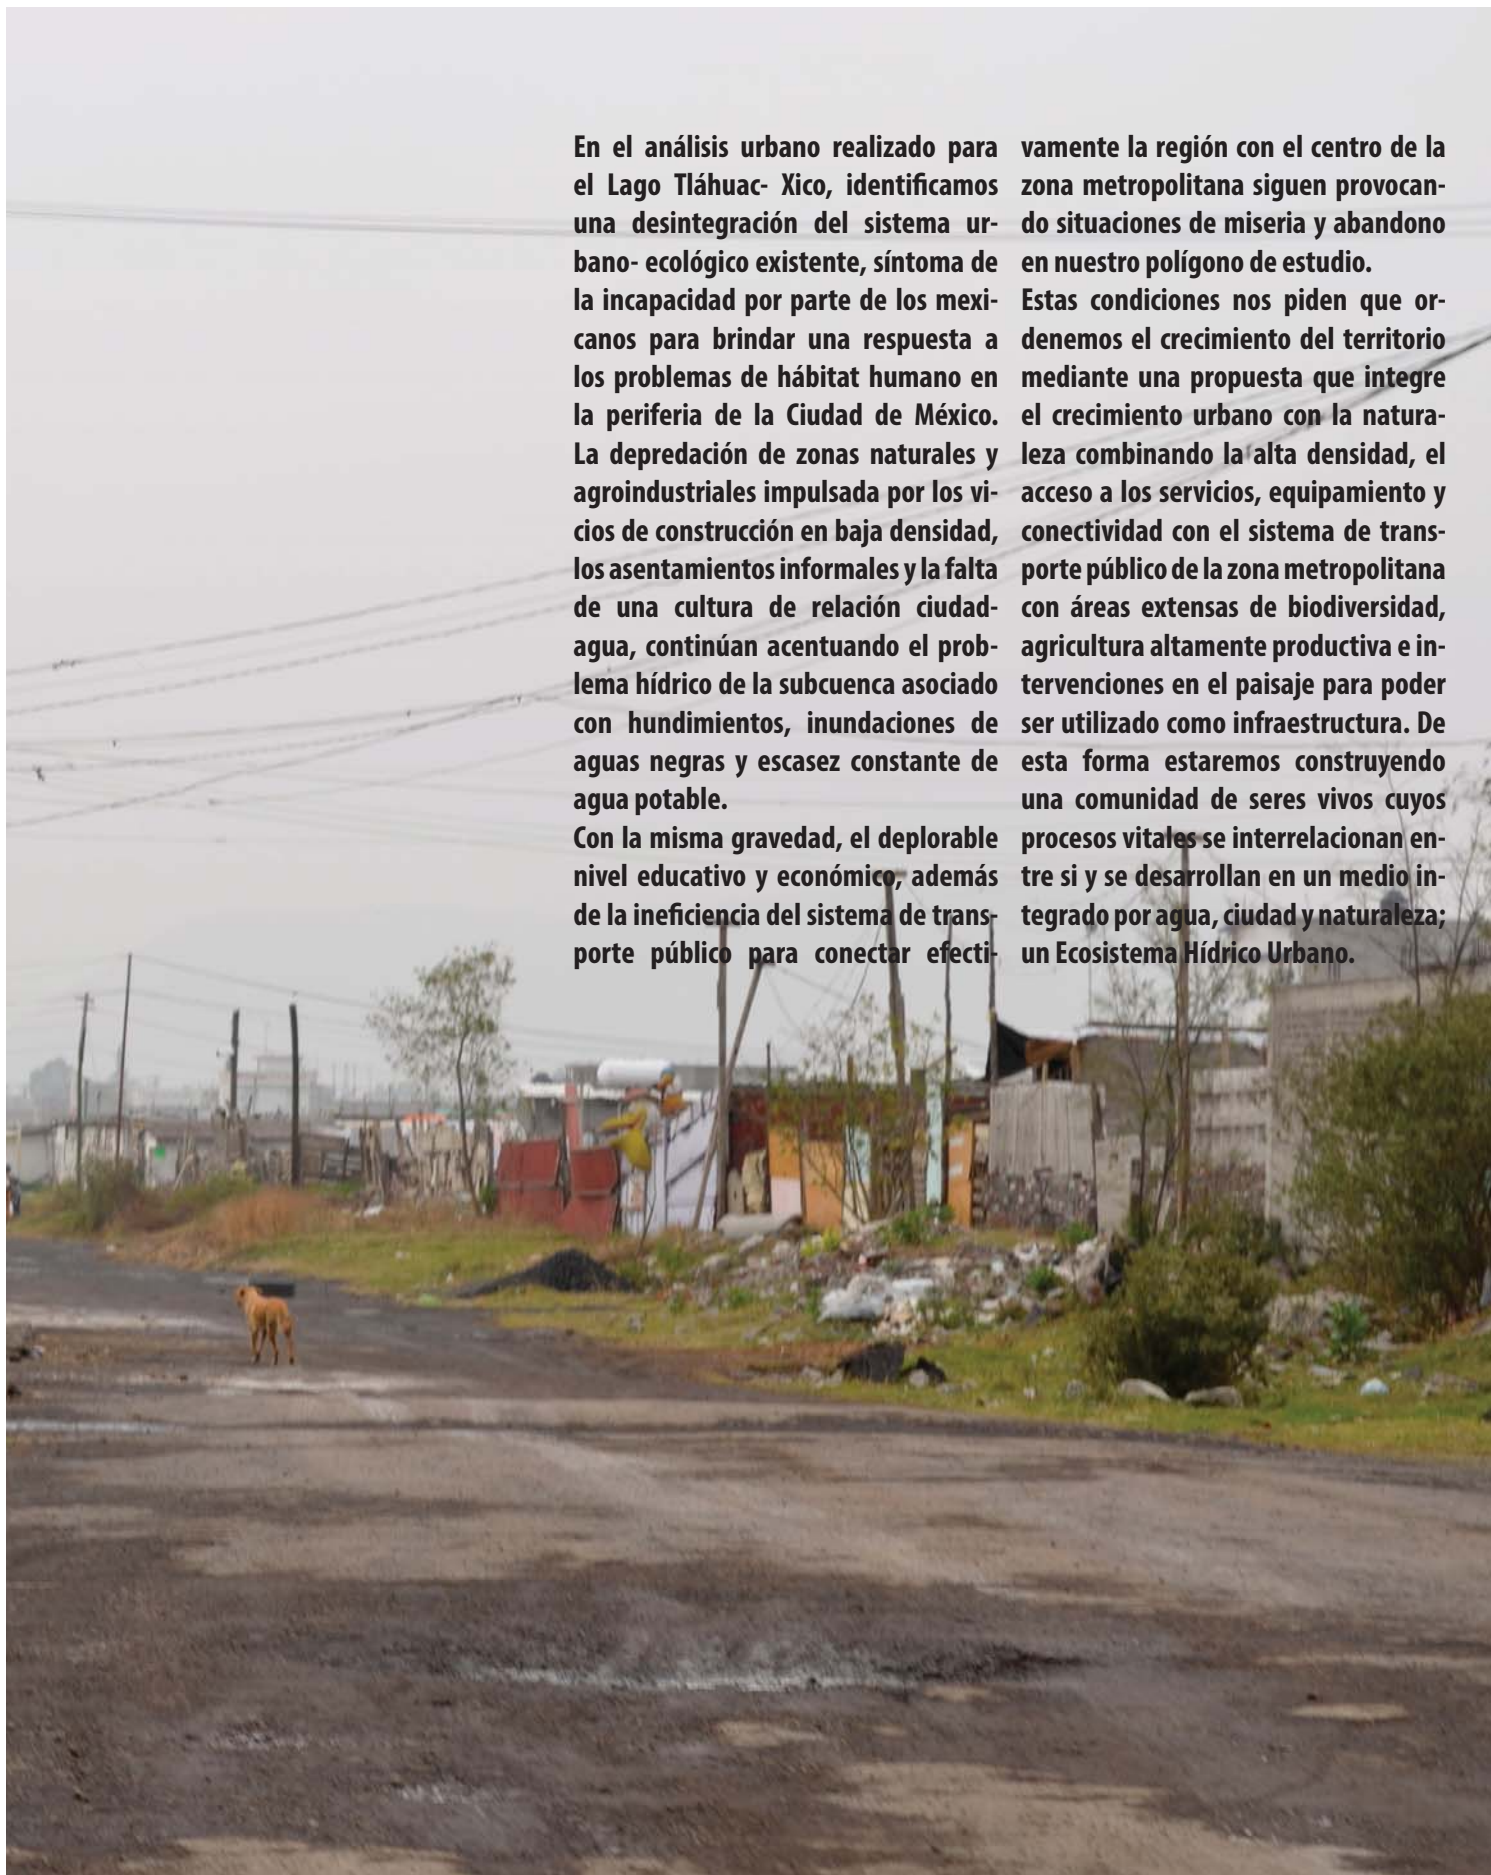 En el análisis urbano realizado para
el Lago Tláhuac- Xico, identificamos
una desintegración del sistema ur-
bano- ecológico existente, síntoma de
la incapacidad por parte de los mexi-
canos para brindar una respuesta a
los problemas de hábitat humano en
la periferia de la Ciudad de México.
La depredación de zonas naturales y
agroindustriales impulsada por los vi-
cios de construcción en baja densidad,
los asentamientos informales y la falta
de una cultura de relación ciudad-
agua, continúan acentuando el prob-
lema hídrico de la subcuenca asociado
con hundimientos, inundaciones de
aguas negras y escasez constante de
agua potable.
Con la misma gravedad, el deplorable
nivel educativo y económico, además
de la ineficiencia del sistema de trans-
porte público para conectar efecti-
vamente la región con el centro de la
zona metropolitana siguen provocan-
do situaciones de miseria y abandono
en nuestro polígono de estudio.
Estas condiciones nos piden que or-
denemos el crecimiento del territorio
mediante una propuesta que integre
el crecimiento urbano con la natura-
leza combinando la alta densidad, el
acceso a los servicios, equipamiento y
conectividad con el sistema de trans-
porte público de la zona metropolitana
con áreas extensas de biodiversidad,
agricultura altamente productiva e in-
tervenciones en el paisaje para poder
ser utilizado como infraestructura. De
esta forma estaremos construyendo
una comunidad de seres vivos cuyos
procesos vitales se interrelacionan en-
tre si y se desarrollan en un medio in-
tegrado por agua, ciudad y naturaleza;
un Ecosistema Hídrico Urbano.